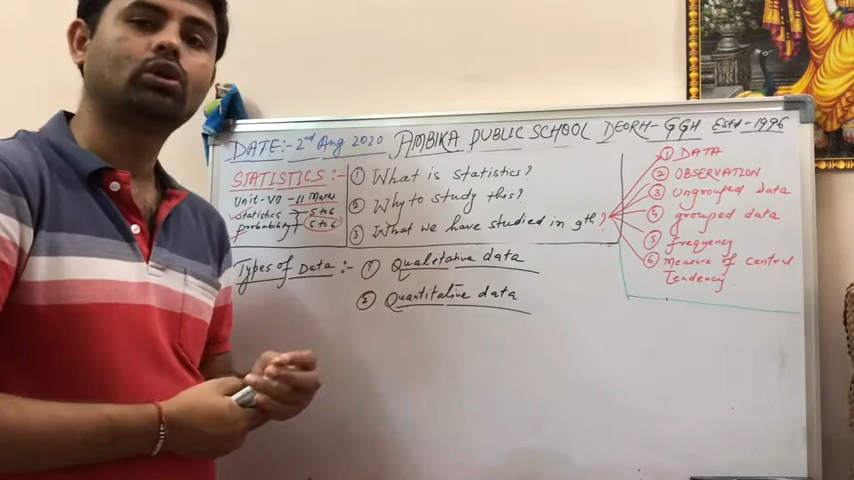 DATE:- 2nd Aug 2020 AMBIKA PUBLIC SCHOOL DEORH-GGH ESTD-1996
STATISTICS :-
Unit-VII - 11 Marks
Statistics - 5 to 6
Probability - 5 to 6
① What is statistics?
② Why to study this?
③ What we have studied in 9th?
① DATA
② OBSERVATION
③ Ungrouped data
④ grouped data
⑤ frequency
⑥ Measure of central
Tendency
Types of Data :- ① Qualetative data
② Quantitative data